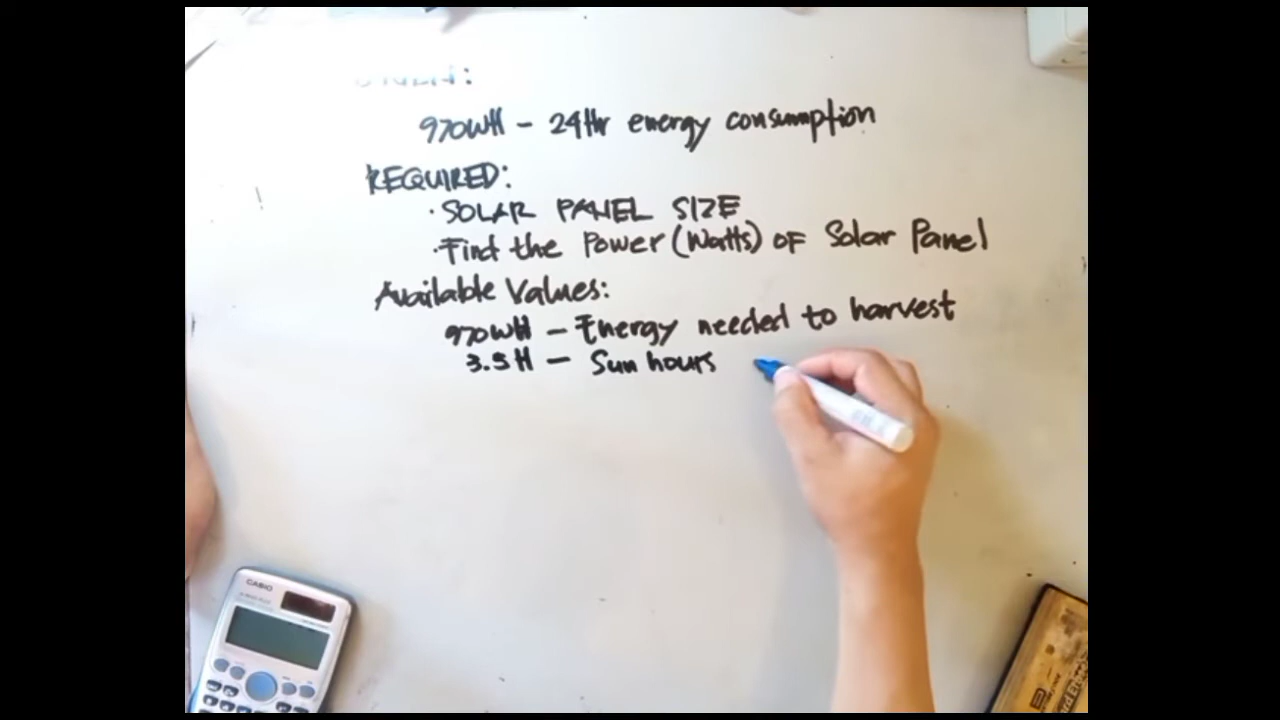 970WH - 24Hr energy consumption
REQUIRED:
· SOLAR PANEL SIZE
· Find the Power (Watts) OF Solar Panel
Available Values:
970WH - Energy needed to harvest
3.5H - Sun hours
CASIO